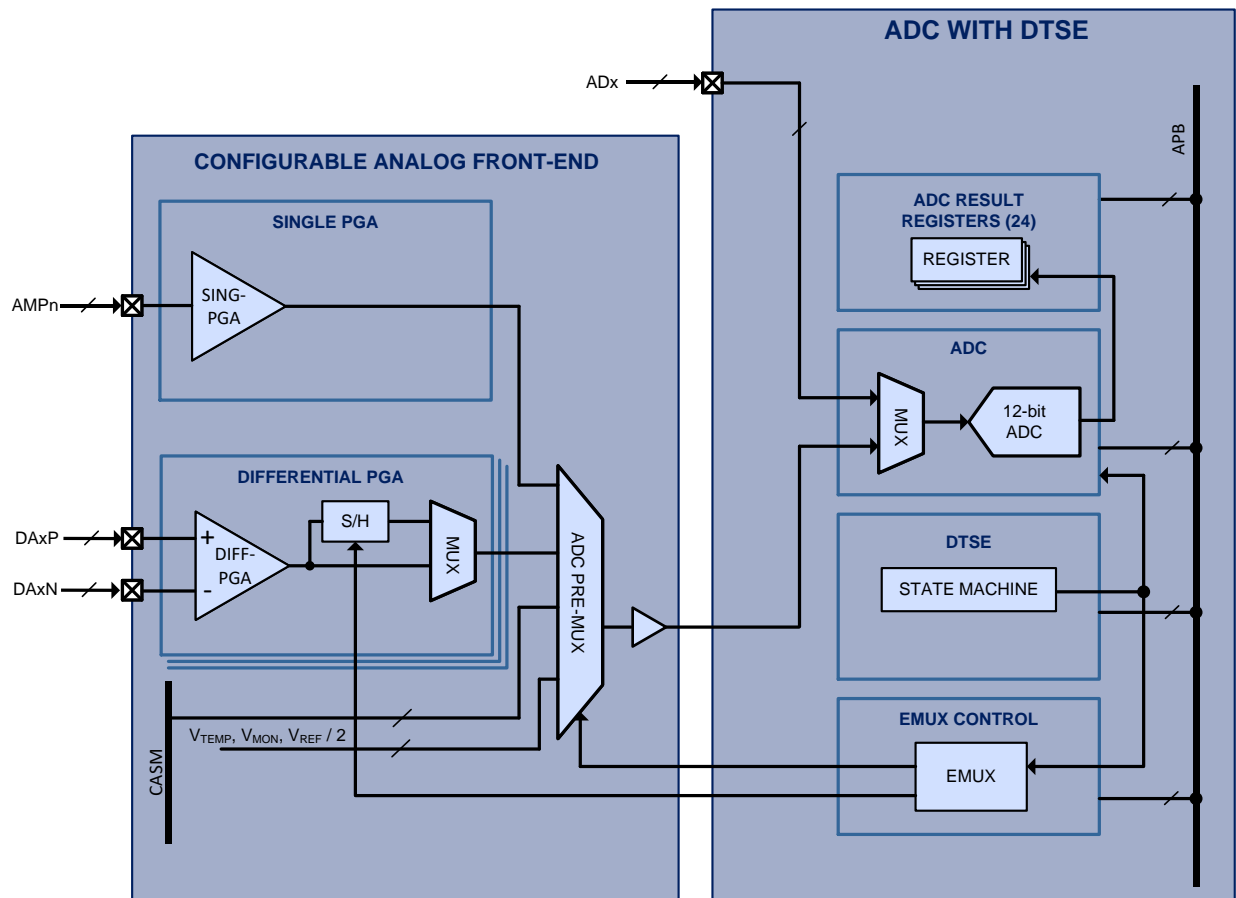 ADC WITH DTSE
ADx
APB
CONFIGURABLE ANALOG FRONT-END
SINGLE PGA
ADC RESULT
REGISTERS (24)
REGISTER
AMPn
SING-
PGA
ADC
MUX
12-bit
ADC
DIFFERENTIAL PGA
S/H
MUX
DAxP
+
DIFF-
PGA
-
DAxN
ADC PRE-MUX
DTSE
STATE MACHINE
EMUX CONTROL
EMUX
CASM
VTEMP, VMON, VREF / 2